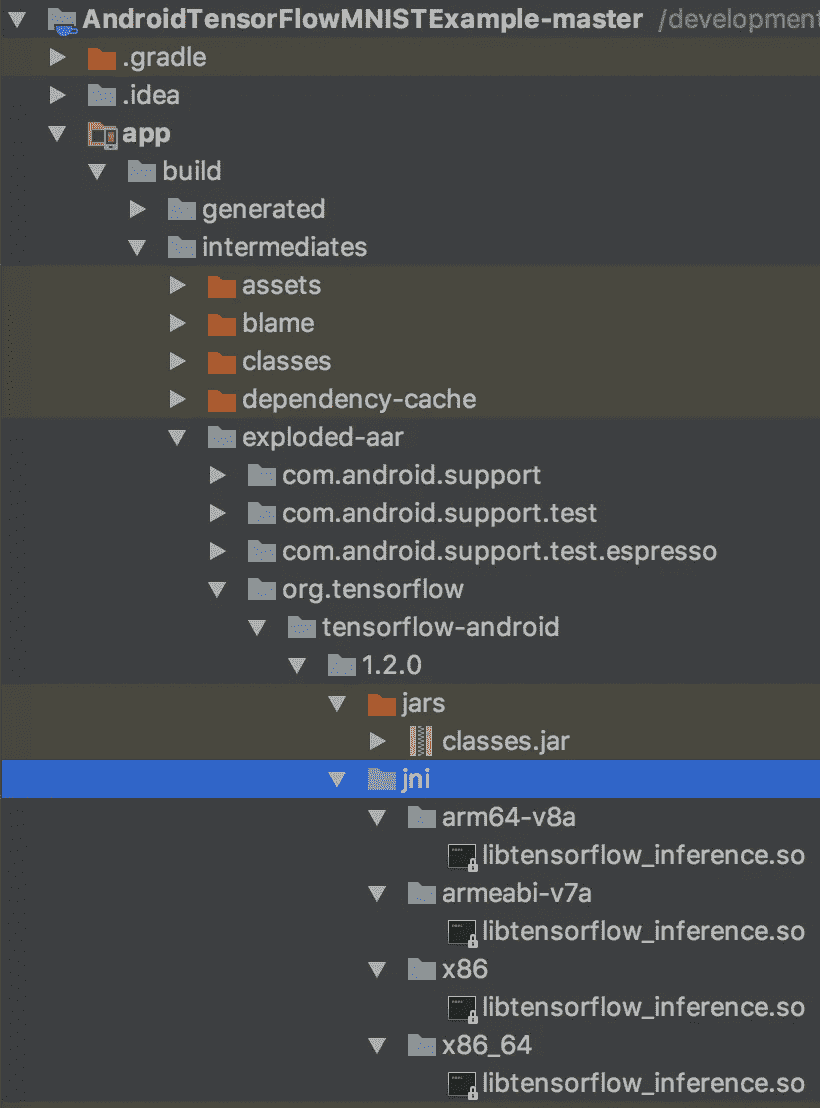 AndroidTensorFlowMNISTExample-master /development
.gradle
.idea
app
build
generated
intermediates
assets
blame
classes
dependency-cache
exploded-aar
com.android.support
com.android.support.test
com.android.support.test.espresso
org.tensorflow
tensorflow-android
1.2.0
jars
classes.jar
jni
arm64-v8a
libtensorflow_inference.so
armeabi-v7a
libtensorflow_inference.so
x86
libtensorflow_inference.so
x86_64
libtensorflow_inference.so